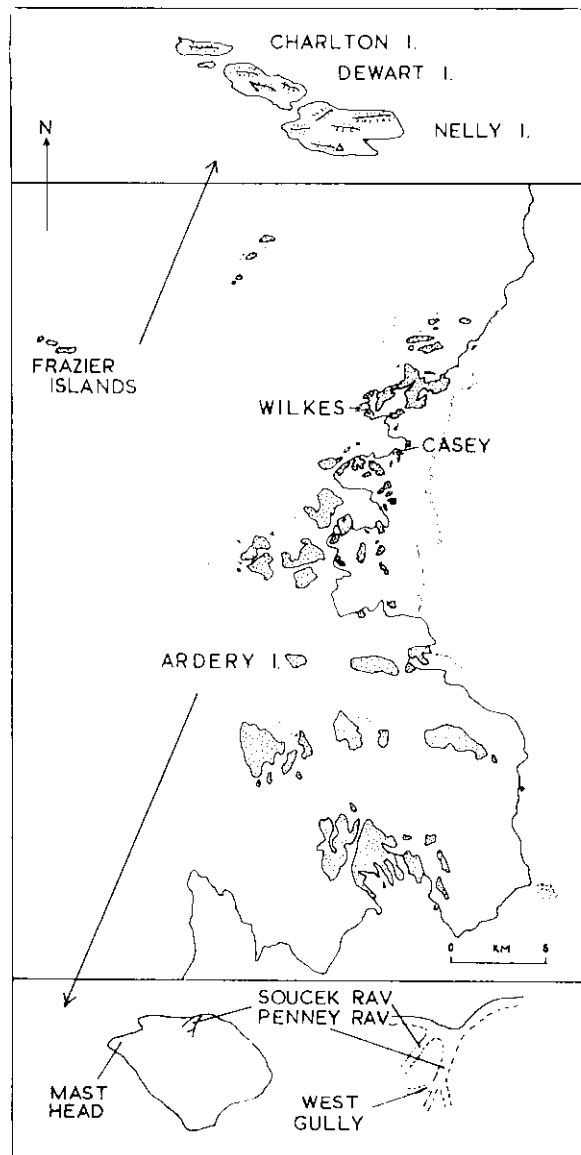 CHARLTON I.
DEWART I.
NELLY I.
N
FRAZIER
ISLANDS
WILKES
CASEY
ARDERY I.
0 KM 5
SOUCEK RAV
PENNEY RAV
MAST
HEAD
WEST
GULLY